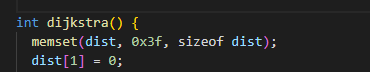 int dijkstra() {
  memset(dist, 0x3f, sizeof dist);
  dist[1] = 0;